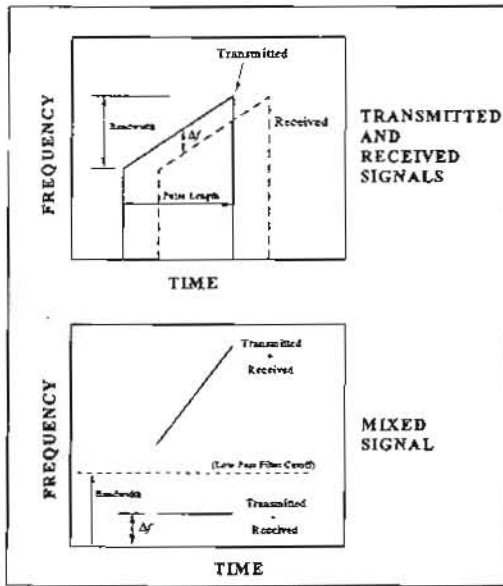 Transmitted
Bandwidth
Δf
Received
Pulse Length
FREQUENCY
TIME
TRANSMITTED
AND
RECEIVED
SIGNALS
Transmitted
+
Received
(Low Pass Filter Cutoff)
Bandwidth
Δf
Transmitted
+
Received
FREQUENCY
TIME
MIXED
SIGNAL